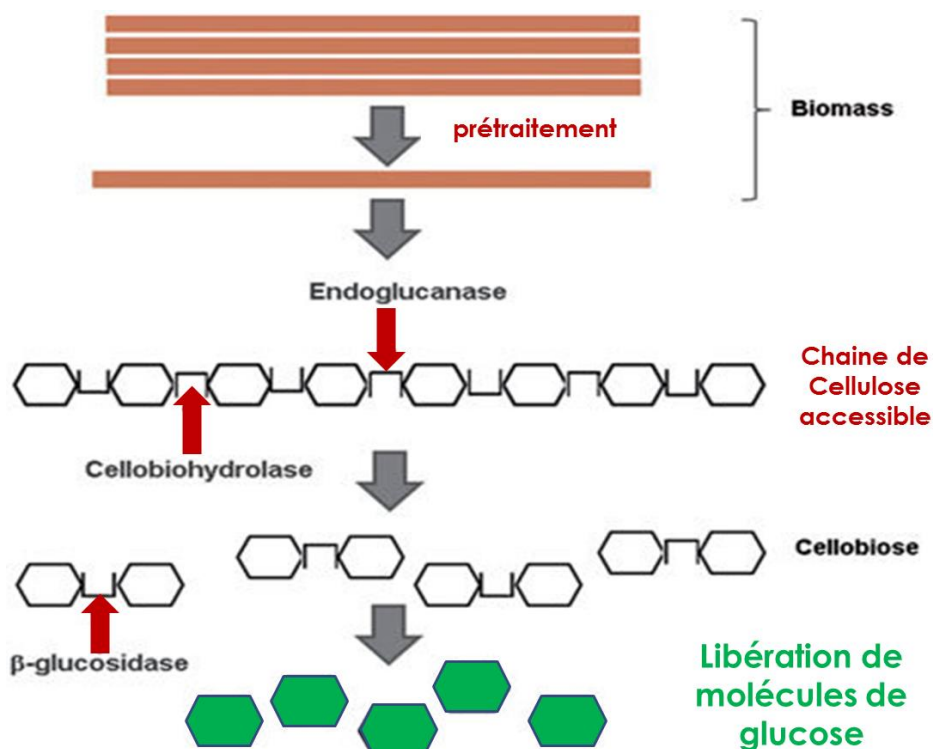 Biomass
prétraitement
Endoglucanase
Chaine de
Cellulose
accessible
Cellobiohydrolase
Cellobiose
β-glucosidase
Libération de
molécules de
glucose